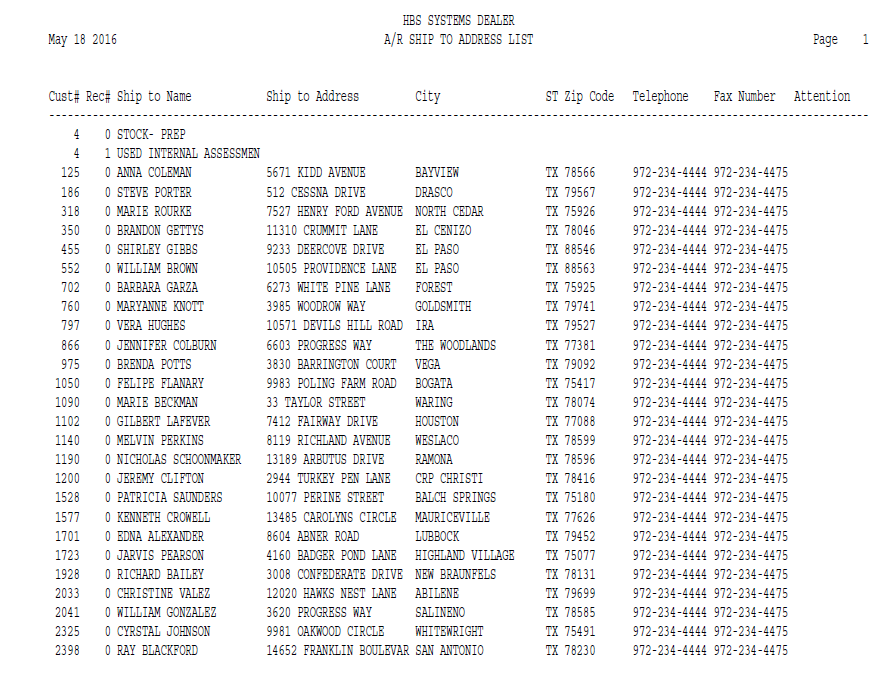 HBS SYSTEMS DEALER
May 18 2016 A/R SHIP TO ADDRESS LIST Page 1
Cust# Rec# Ship to Name Ship to Address City ST Zip Code Telephone Fax Number Attention
4 0 STOCK- PREP
4 1 USED INTERNAL ASSESSMEN
125 0 ANNA COLEMAN 5671 KIDD AVENUE BAYVIEW TX 78566 972-234-4444 972-234-4475
186 0 STEVE PORTER 512 CESSNA DRIVE DRASCO TX 79567 972-234-4444 972-234-4475
318 0 MARIE ROURKE 7527 HENRY FORD AVENUE NORTH CEDAR TX 75926 972-234-4444 972-234-4475
350 0 BRANDON GETTYS 11310 CRUMMIT LANE EL CENIZO TX 78046 972-234-4444 972-234-4475
455 0 SHIRLEY GIBBS 9233 DEERCOVE DRIVE EL PASO TX 88546 972-234-4444 972-234-4475
552 0 WILLIAM BROWN 10505 PROVIDENCE LANE EL PASO TX 88563 972-234-4444 972-234-4475
702 0 BARBARA GARZA 6273 WHITE PINE LANE FOREST TX 75925 972-234-4444 972-234-4475
760 0 MARYANNE KNOTT 3985 WOODROW WAY GOLDSMITH TX 79741 972-234-4444 972-234-4475
797 0 VERA HUGHES 10571 DEVILS HILL ROAD IRA TX 79527 972-234-4444 972-234-4475
866 0 JENNIFER COLBURN 6603 PROGRESS WAY THE WOODLANDS TX 77381 972-234-4444 972-234-4475
975 0 BRENDA POTTS 3830 BARRINGTON COURT VEGA TX 79092 972-234-4444 972-234-4475
1050 0 FELIPE FLANARY 9983 POLING FARM ROAD BOGATA TX 75417 972-234-4444 972-234-4475
1090 0 MARIE BECKMAN 33 TAYLOR STREET WARING TX 78074 972-234-4444 972-234-4475
1102 0 GILBERT LAFEVER 7412 FAIRWAY DRIVE HOUSTON TX 77088 972-234-4444 972-234-4475
1140 0 MELVIN PERKINS 8119 RICHLAND AVENUE WESLACO TX 78599 972-234-4444 972-234-4475
1190 0 NICHOLAS SCHOONMAKER 13189 ARBUTUS DRIVE RAMONA TX 78596 972-234-4444 972-234-4475
1200 0 JEREMY CLIFTON 2944 TURKEY PEN LANE CRP CHRISTI TX 78416 972-234-4444 972-234-4475
1528 0 PATRICIA SAUNDERS 10077 PERINE STREET BALCH SPRINGS TX 75180 972-234-4444 972-234-4475
1577 0 KENNETH CROWELL 13485 CAROLYNS CIRCLE MAURICEVILLE TX 77626 972-234-4444 972-234-4475
1701 0 EDNA ALEXANDER 8604 ABNER ROAD LUBBOCK TX 79452 972-234-4444 972-234-4475
1723 0 JARVIS PEARSON 4160 BADGER POND LANE HIGHLAND VILLAGE TX 75077 972-234-4444 972-234-4475
1928 0 RICHARD BAILEY 3008 CONFEDERATE DRIVE NEW BRAUNFELS TX 78131 972-234-4444 972-234-4475
2033 0 CHRISTINE VALEZ 12020 HAWKS NEST LANE ABILENE TX 79699 972-234-4444 972-234-4475
2041 0 WILLIAM GONZALEZ 3620 PROGRESS WAY SALINENO TX 78585 972-234-4444 972-234-4475
2325 0 CYRSTAL JOHNSON 9981 OAKWOOD CIRCLE WHITEWRIGHT TX 75491 972-234-4444 972-234-4475
2398 0 RAY BLACKFORD 14652 FRANKLIN BOULEVAR SAN ANTONIO TX 78230 972-234-4444 972-234-4475